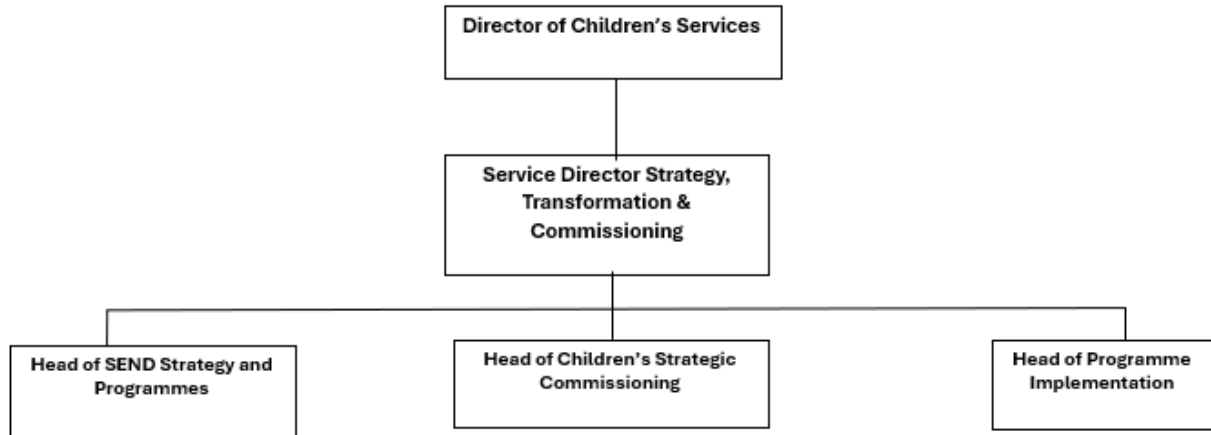 Director of Children’s Services
Service Director Strategy,
Transformation &
Commissioning
Head of SEND Strategy and
Programmes
Head of Children’s Strategic
Commissioning
Head of Programme
Implementation